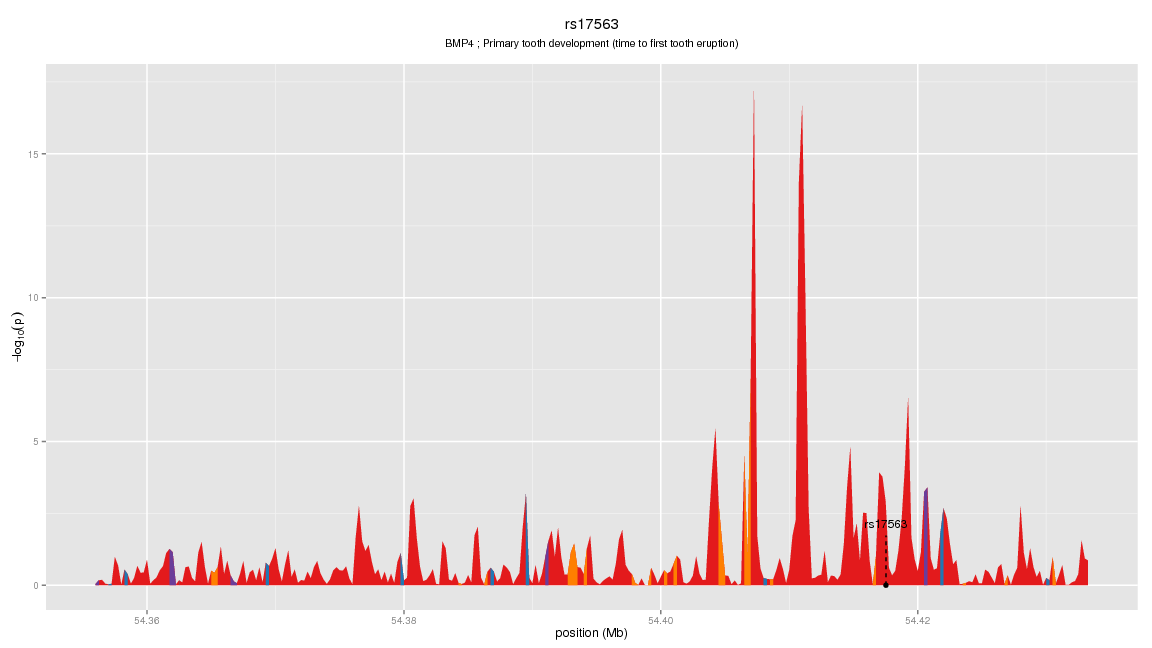 rs17563
BMP4 ; Primary tooth development (time to first tooth eruption)
−log10(p)
15
10
5
0
rs17563
54.36
54.38
54.40
54.42
position (Mb)